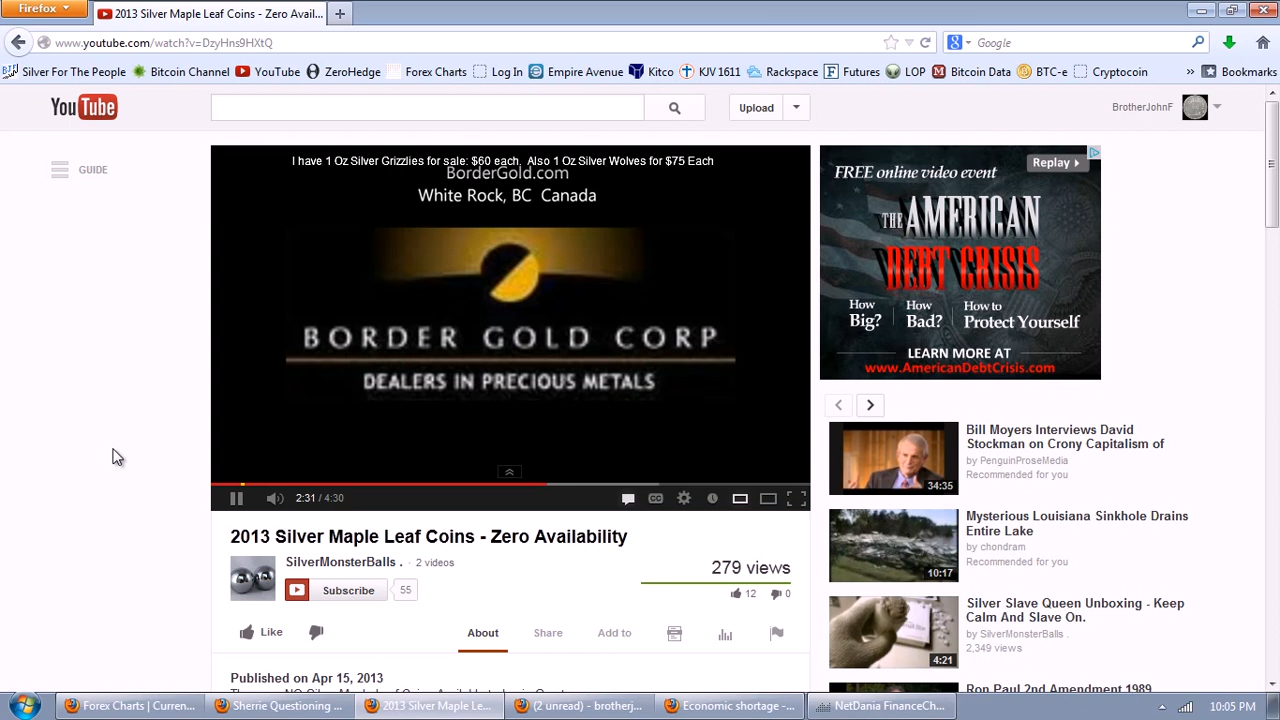 Firefox
2013 Silver Maple Leaf Coins - Zero Avail...
www.youtube.com/watch?v=DzyHns9HXtQ
Google
Silver For The People
Bitcoin Channel
YouTube
ZeroHedge
Forex Charts
Log In
Empire Avenue
Kitco
KJV 1611
Rackspace
Futures
LOP
Bitcoin Data
BTC-e
Cryptocoin
Bookmarks
YouTube
Upload
BrotherJohnF
GUIDE
I have 1 Oz Silver Grizzlies for sale: $60 each. Also 1 Oz Silver Wolves for $75 Each
BorderGold.com
White Rock, BC Canada
BORDER GOLD CORP
DEALERS IN PRECIOUS METALS
2:31 / 4:30
CC
2013 Silver Maple Leaf Coins - Zero Availability
SilverMonsterBalls . · 2 videos
Subscribe 55
279 views
12 0
Like
About
Share
Add to
Published on Apr 15, 2013
FREE online video event
Replay
THE AMERICAN
DEBT CRISIS
How Big?
How Bad?
How to Protect Yourself
LEARN MORE AT
www.AmericanDebtCrisis.com
Bill Moyers Interviews David
Stockman on Crony Capitalism of
by PenguinProseMedia
Recommended for you
34:35
Mysterious Louisiana Sinkhole Drains
Entire Lake
by chondram
Recommended for you
10:17
Silver Slave Queen Unboxing - Keep
Calm And Slave On.
by SilverMonsterBalls .
2,349 views
4:21
Ron Paul 2nd Amendment 1989
Forex Charts | Curren...
Sherrie Questioning ...
2013 Silver Maple Le...
(2 unread) - brotherj...
Economic shortage -...
NetDania FinanceCh...
10:05 PM